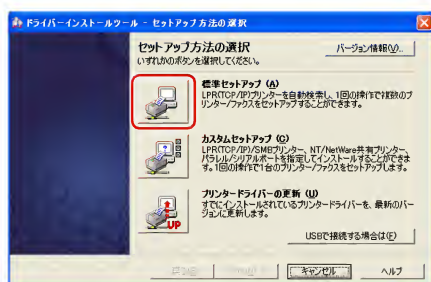 ドライバーインストールツール - セットアップ方法の選択
セットアップ方法の選択
いずれかのボタンを選択してください。
バージョン情報(V)..
標準セットアップ (A)
LPR(TCP/IP)プリンターを自動検索し、1回の操作で複数のプ
リンター/ファクスをセットアップすることができます。
カスタムセットアップ (C)
LPR(TCP/IP)/SMBプリンター、NT/NetWare共有プリンター、
パラレル/シリアルポートを指定してインストールすることができま
す。1回の操作で1台のプリンター/ファクスをセットアップします。
プリンタードライバーの更新 (U)
すでにインストールされているプリンタードライバーを、最新のバー
ジョンに更新します。
UP
USBで接続する場合は(F)
キャンセル
ヘルプ